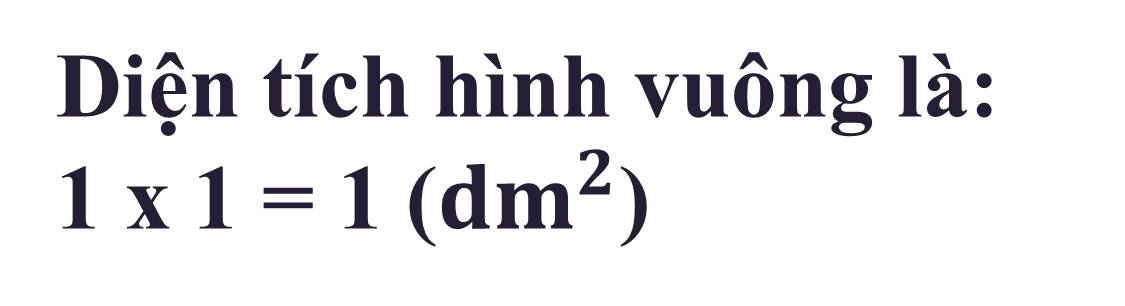 Diện tích hình vuông là:
1 x 1 = 1 (dm²)